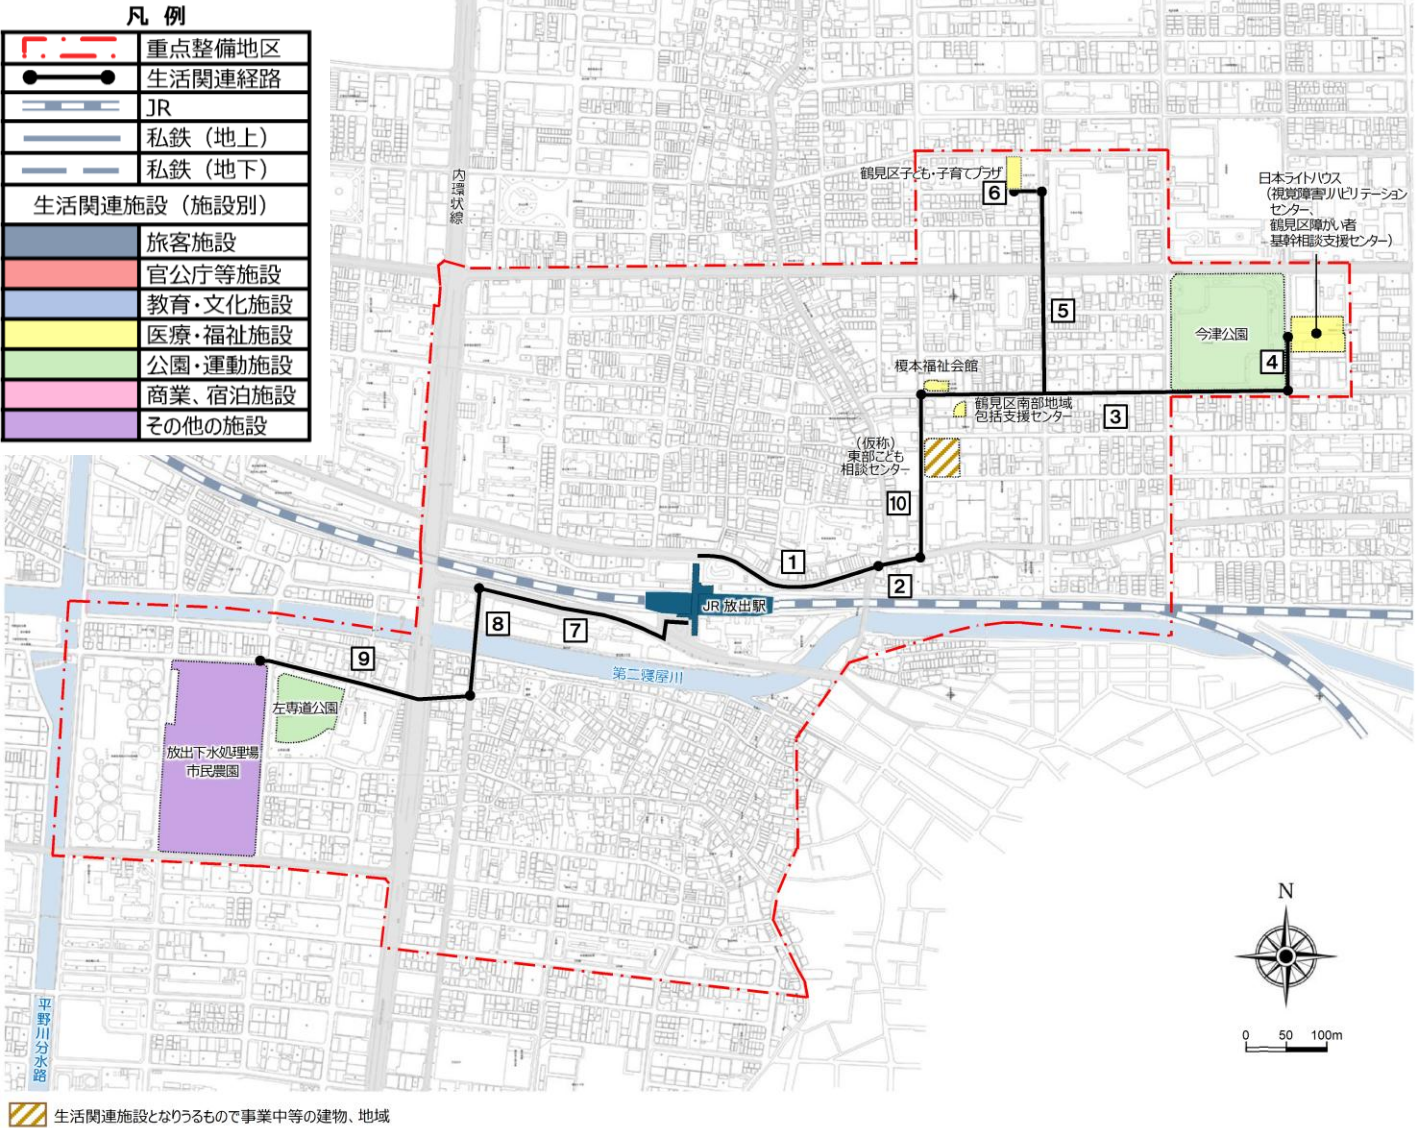 凡 例
重点整備地区
生活関連経路
JR
私鉄（地上）
私鉄（地下）
生活関連施設（施設別）
旅客施設
官公庁等施設
教育・文化施設
医療・福祉施設
公園・運動施設
商業、宿泊施設
その他の施設
内環状線
鶴見区子ども・子育てプラザ
6
日本ライトハウス
（視覚障害リハビリテーション
センター、
鶴見区障がい者
基幹相談支援センター）
5
今津公園
4
榎本福祉会館
鶴見区南部地域
包括支援センター
3
（仮称）
東部こども
相談センター
10
1
2
JR 放出駅
8
7
9
第二寝屋川
左専道公園
放出下水処理場
市民農園
平野川分水路
N
0 50 100m
生活関連施設となりうるもので事業中等の建物、地域